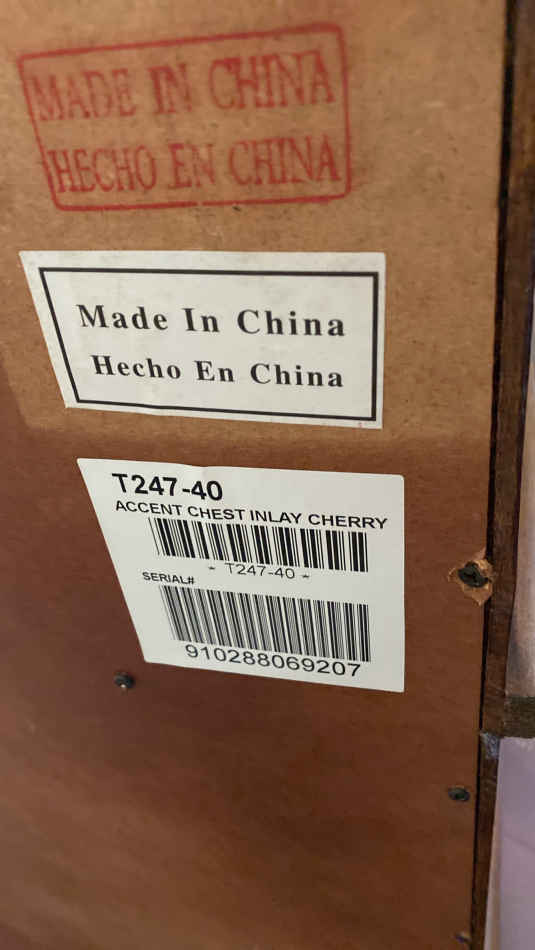 MADE IN CHINA
HECHO EN CHINA
Made In China
Hecho En China
T247-40
ACCENT CHEST INLAY CHERRY
* T247-40 *
SERIAL#
910288069207